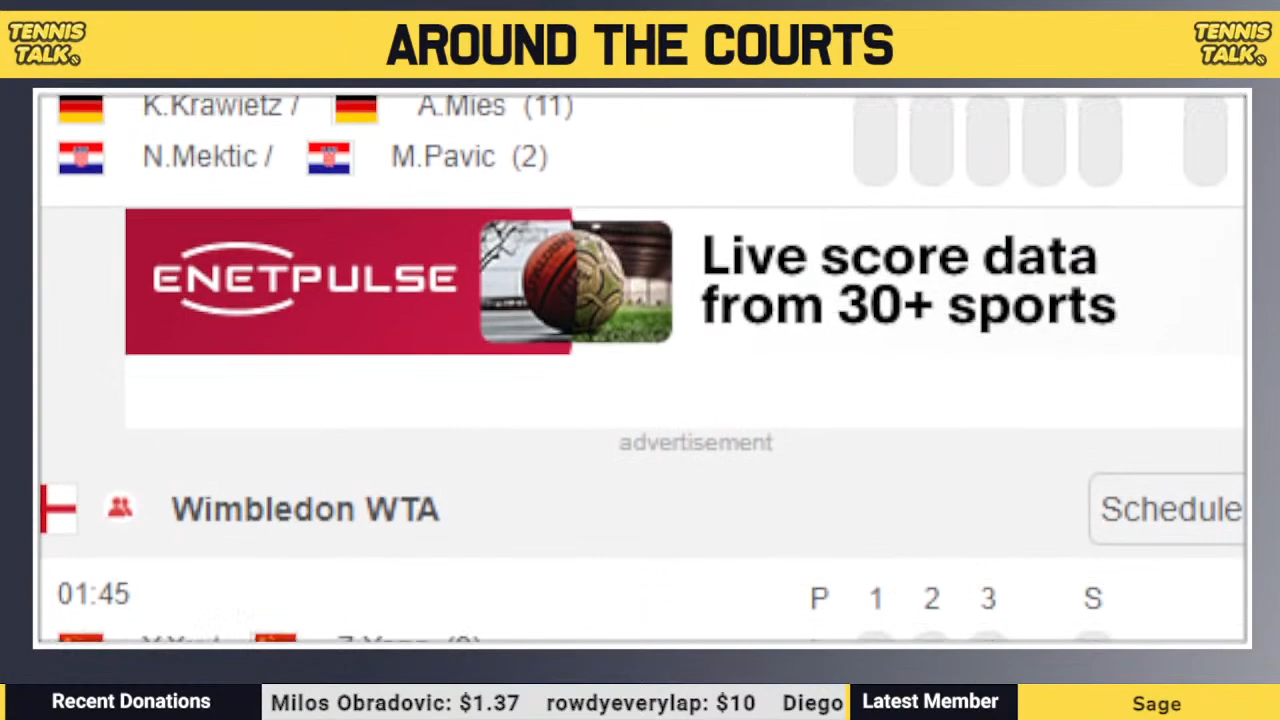 TENNIS TALK
AROUND THE COURTS
TENNIS TALK
K.Krawietz / A.Mies (11)
N.Mektic / M.Pavic (2)
ENETPULSE
Live score data
from 30+ sports
advertisement
Wimbledon WTA
Schedule
01:45
P 1 2 3 S
Recent Donations
Milos Obradovic: $1.37 rowdyeverylap: $10 Diego
Latest Member
Sage